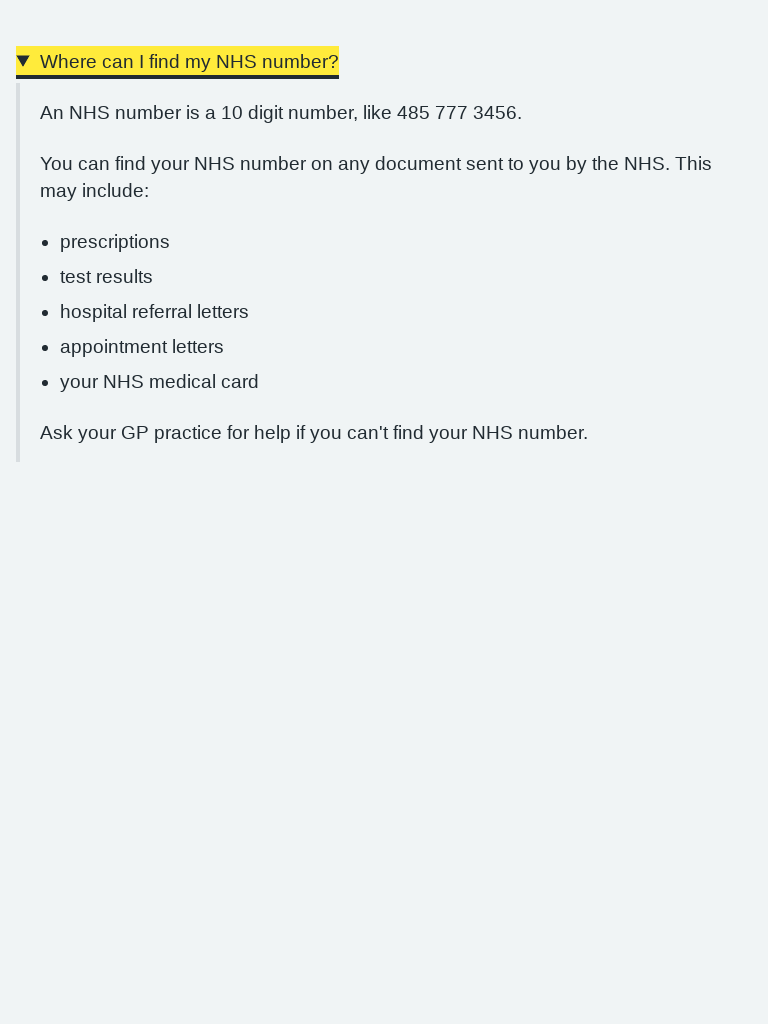 Where can I find my NHS number?
An NHS number is a 10 digit number, like 485 777 3456.
You can find your NHS number on any document sent to you by the NHS. This
may include:
prescriptions
test results
hospital referral letters
appointment letters
your NHS medical card
Ask your GP practice for help if you can't find your NHS number.